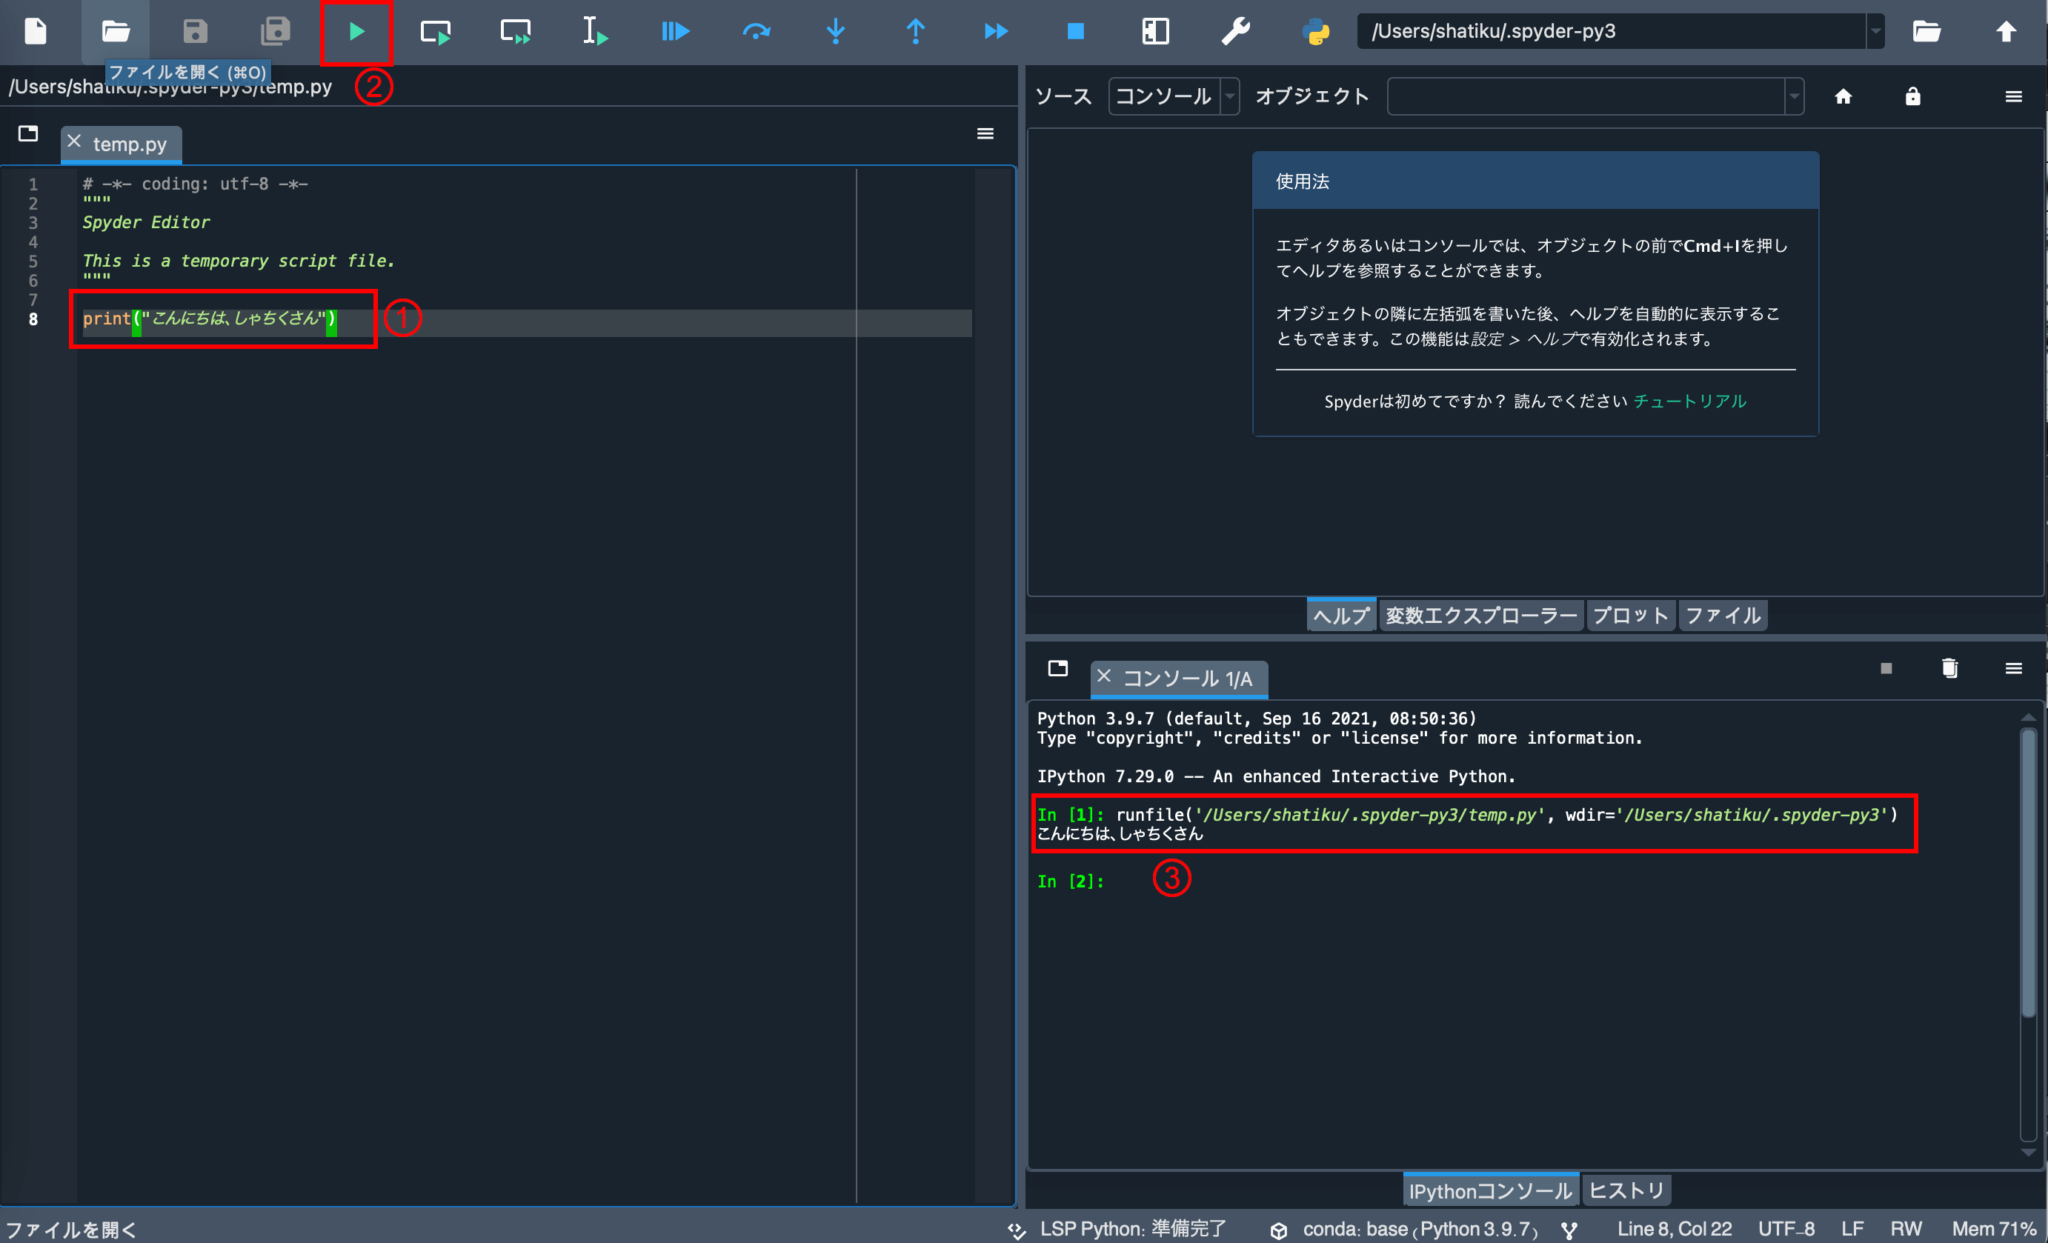 /Users/shatiku/.spyder-py3
ファイルを開く (⌘O)
/Users/shatiku/.spyder-py3/temp.py
②
temp.py
1 # -*- coding: utf-8 -*-
2 """
3 Spyder Editor
4
5 This is a temporary script file.
6 """
7
8 print("こんにちは、しゃちくさん")
①
ソース コンソール オブジェクト
使用法
エディタあるいはコンソールでは、オブジェクトの前でCmd+Iを押し
てヘルプを参照することができます。
オブジェクトの隣に左括弧を書いた後、ヘルプを自動的に表示するこ
ともできます。この機能は設定 > ヘルプで有効化されます。
Spyderは初めてですか？ 読んでください チュートリアル
ヘルプ 変数エクスプローラー プロット ファイル
コンソール 1/A
Python 3.9.7 (default, Sep 16 2021, 08:50:36)
Type "copyright", "credits" or "license" for more information.
IPython 7.29.0 -- An enhanced Interactive Python.
In [1]: runfile('/Users/shatiku/.spyder-py3/temp.py', wdir='/Users/shatiku/.spyder-py3')
こんにちは、しゃちくさん
In [2]:
③
IPythonコンソール ヒストリ
ファイルを開く
LSP Python: 準備完了 conda: base (Python 3.9.7) Line 8, Col 22 UTF-8 LF RW Mem 71%